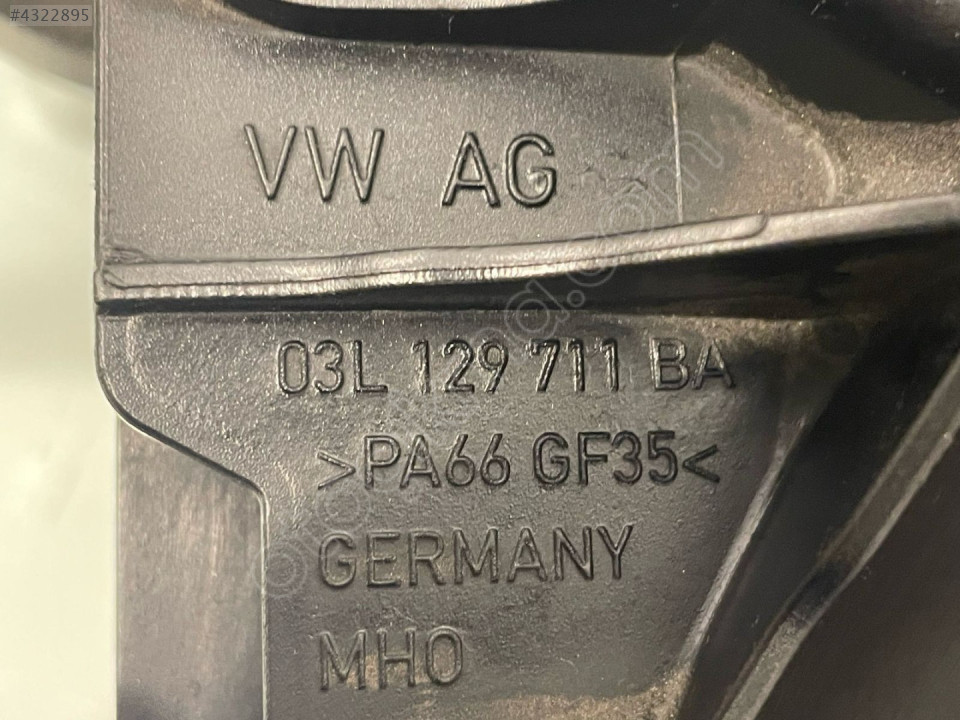 #4322895
VW AG
03L 129 711 BA
>PA66 GF35<
GERMANY
MHO